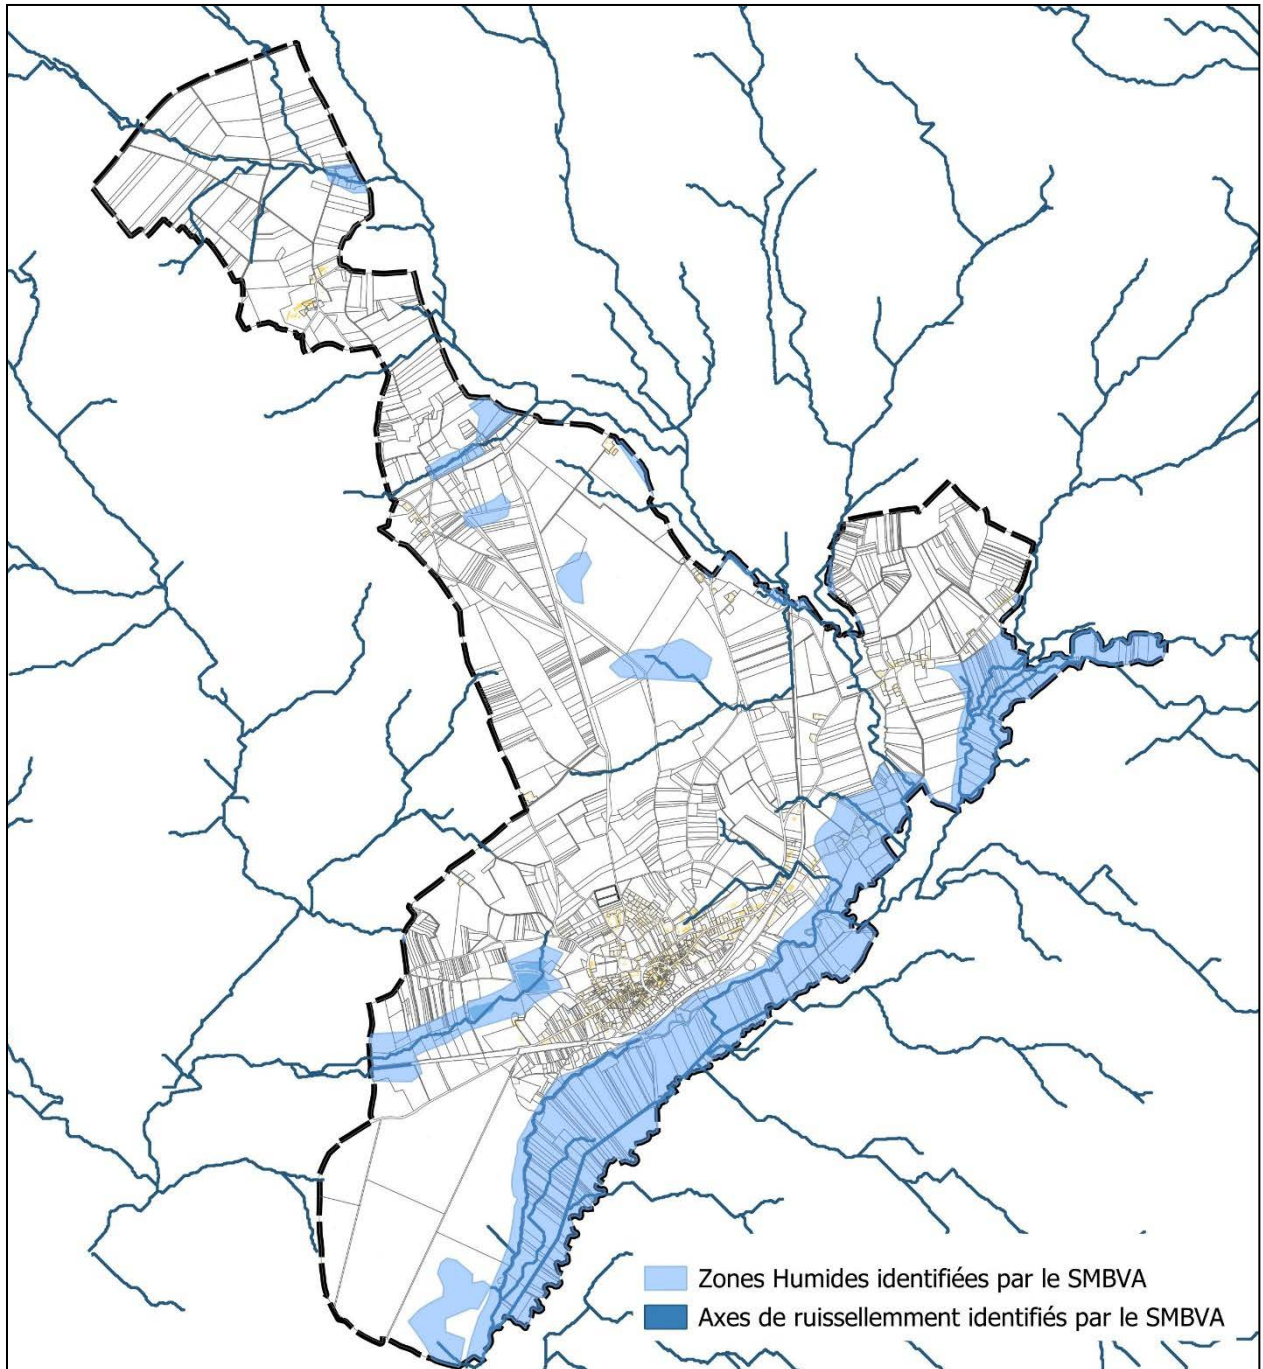 Zones Humides identifiées par le SMBVA
Axes de ruissellemment identifiés par le SMBVA